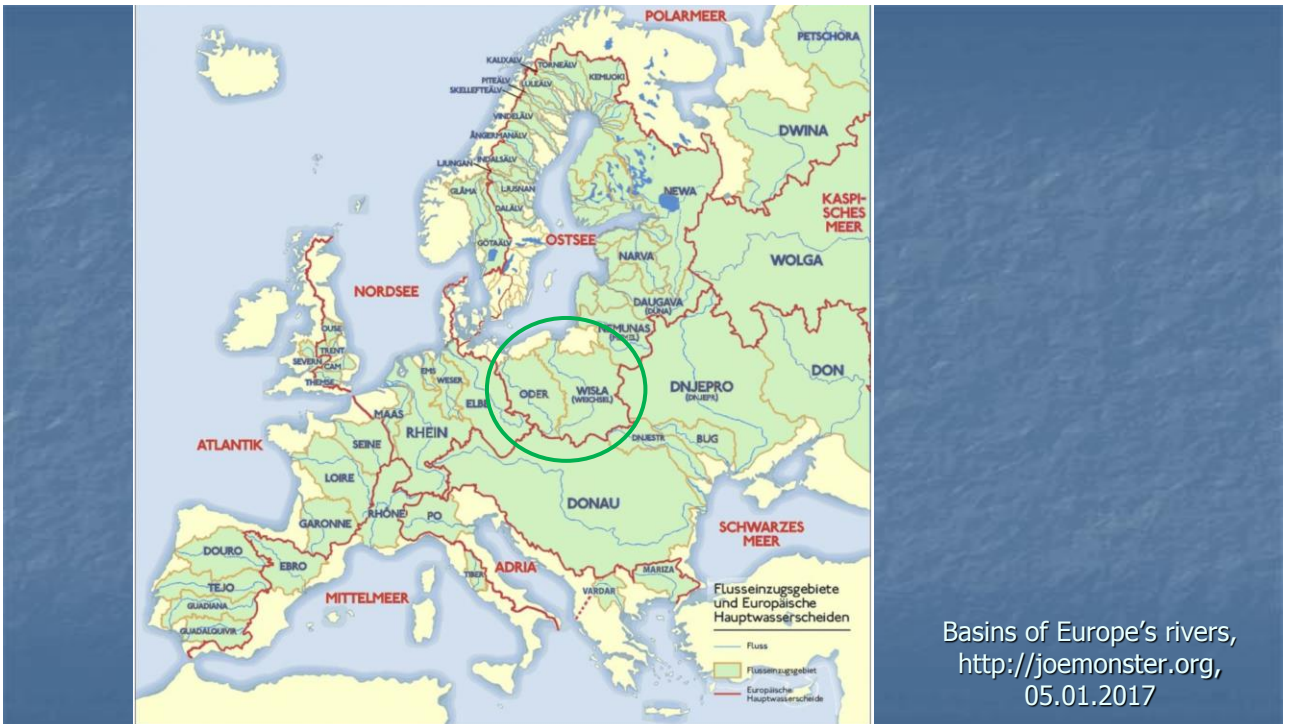 POLARMEER
PETSCHORA
KALIXÄLV
TORNEÄLV
KEMIJOKI
PITEÄLV
LULEÄLV
SKELLEFTEÄLV
VINDELÄLV
DWINA
ÅNGERMANÄLV
LJUNGAN
INDALSÄLV
GLÅMA
LJUSNAN
NEWA
KASPI-
SCHES
MEER
DALÄLV
GÖTAÄLV
OSTSEE
NARVA
WOLGA
NORDSEE
DAUGAVA
(DÜNA)
OUSE
NEMUNAS
(MEMEL)
TRENT
SEVERN
CAM
THEMSE
EMS
WESER
ELBE
ODER
WISŁA
(WEICHSEL)
DNJEPRO
(DNJEPR)
DON
MAAS
RHEIN
ATLANTIK
SEINE
DNJESTR
BUG
LOIRE
DONAU
GARONNE
RHÔNE
PO
SCHWARZES
MEER
DOURO
EBRO
ADRIA
TIBER
MARIZA
TEJO
MITTELMEER
VARDAR
GUADIANA
GUADALQUIVIR
Flusseinzugsgebiete
und Europäische
Hauptwasserscheiden
Fluss
Flusseinzugsgebiet
Europäische
Hauptwasserscheide
Basins of Europe's rivers,
http://joemonster.org,
05.01.2017